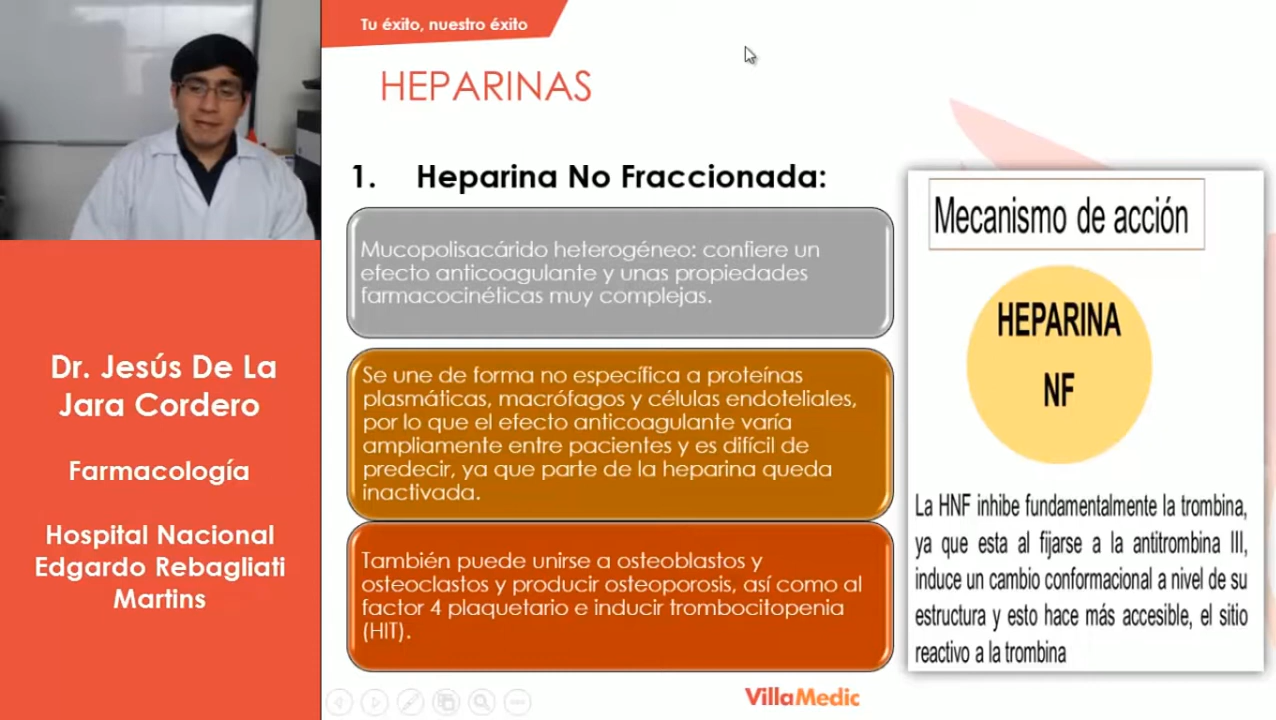 Tu éxito, nuestro éxito
HEPARINAS
1. Heparina No Fraccionada:
Mucopolisacárido heterogéneo: confiere un
efecto anticoagulante y unas propiedades
farmacocinéticas muy complejas.
Se une de forma no específica a proteínas
plasmáticas, macrófagos y células endoteliales,
por lo que el efecto anticoagulante varía
ampliamente entre pacientes y es difícil de
predecir, ya que parte de la heparina queda
inactivada.
También puede unirse a osteoblastos y
osteoclastos y producir osteoporosis, así como al
factor 4 plaquetario e inducir trombocitopenia
(HIT).
Mecanismo de acción
HEPARINA
NF
La HNF inhibe fundamentalmente la trombina,
ya que esta al fijarse a la antitrombina III,
induce un cambio conformacional a nivel de su
estructura y esto hace más accesible, el sitio
reactivo a la trombina
Dr. Jesús De La
Jara Cordero
Farmacología
Hospital Nacional
Edgardo Rebagliati
Martins
VillaMedic